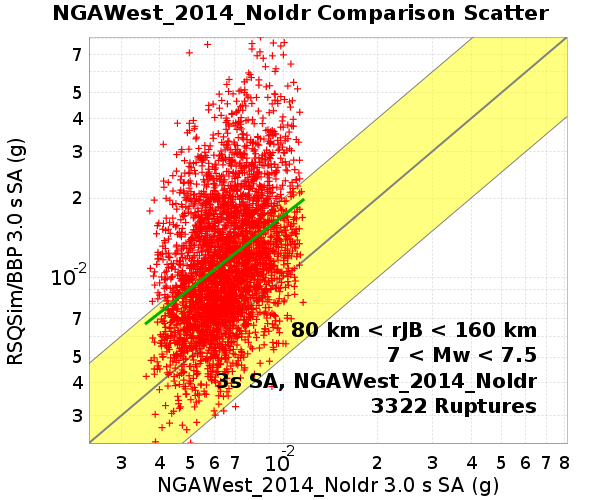 NGAWest_2014_NoIdr Comparison Scatter
RSQSim/BBP 3.0 s SA (g)
7
5
4
3
2
10-2
7
5
4
3
80 km < rJB < 160 km
7 < Mw < 7.5
3s SA, NGAWest_2014_NoIdr
3322 Ruptures
3 4 5 6 7 10-2 2 3 4 5 6 7 8
NGAWest_2014_NoIdr 3.0 s SA (g)